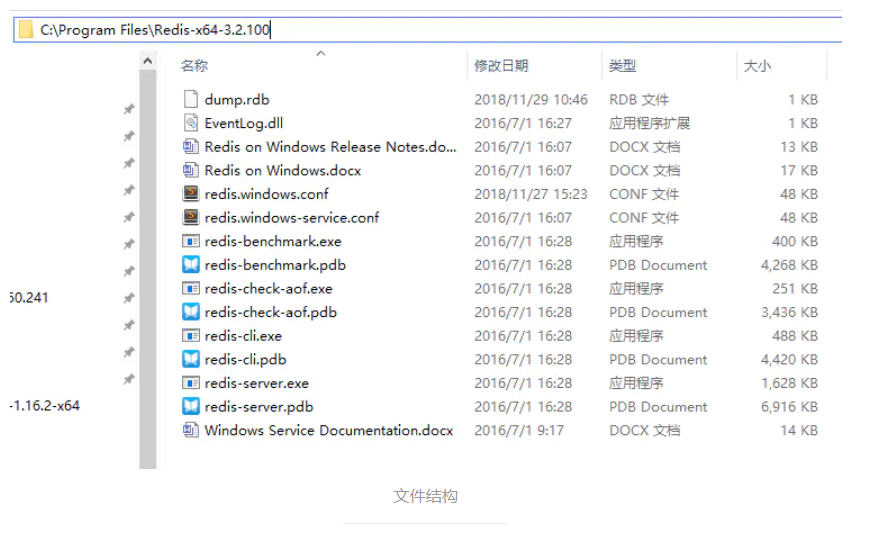 C:\Program Files\Redis-x64-3.2.100
名称 修改日期 类型 大小
dump.rdb 2018/11/29 10:46 RDB 文件 1 KB
EventLog.dll 2016/7/1 16:27 应用程序扩展 1 KB
Redis on Windows Release Notes.do... 2016/7/1 16:07 DOCX 文档 13 KB
Redis on Windows.docx 2016/7/1 16:07 DOCX 文档 17 KB
redis.windows.conf 2018/11/27 15:23 CONF 文件 48 KB
redis.windows-service.conf 2016/7/1 16:07 CONF 文件 48 KB
redis-benchmark.exe 2016/7/1 16:28 应用程序 400 KB
redis-benchmark.pdb 2016/7/1 16:28 PDB Document 4,268 KB
redis-check-aof.exe 2016/7/1 16:28 应用程序 251 KB
60.241 redis-check-aof.pdb 2016/7/1 16:28 PDB Document 3,436 KB
redis-cli.exe 2016/7/1 16:28 应用程序 488 KB
redis-cli.pdb 2016/7/1 16:28 PDB Document 4,420 KB
redis-server.exe 2016/7/1 16:28 应用程序 1,628 KB
-1.16.2-x64 redis-server.pdb 2016/7/1 16:28 PDB Document 6,916 KB
Windows Service Documentation.docx 2016/7/1 9:17 DOCX 文档 14 KB
文件结构